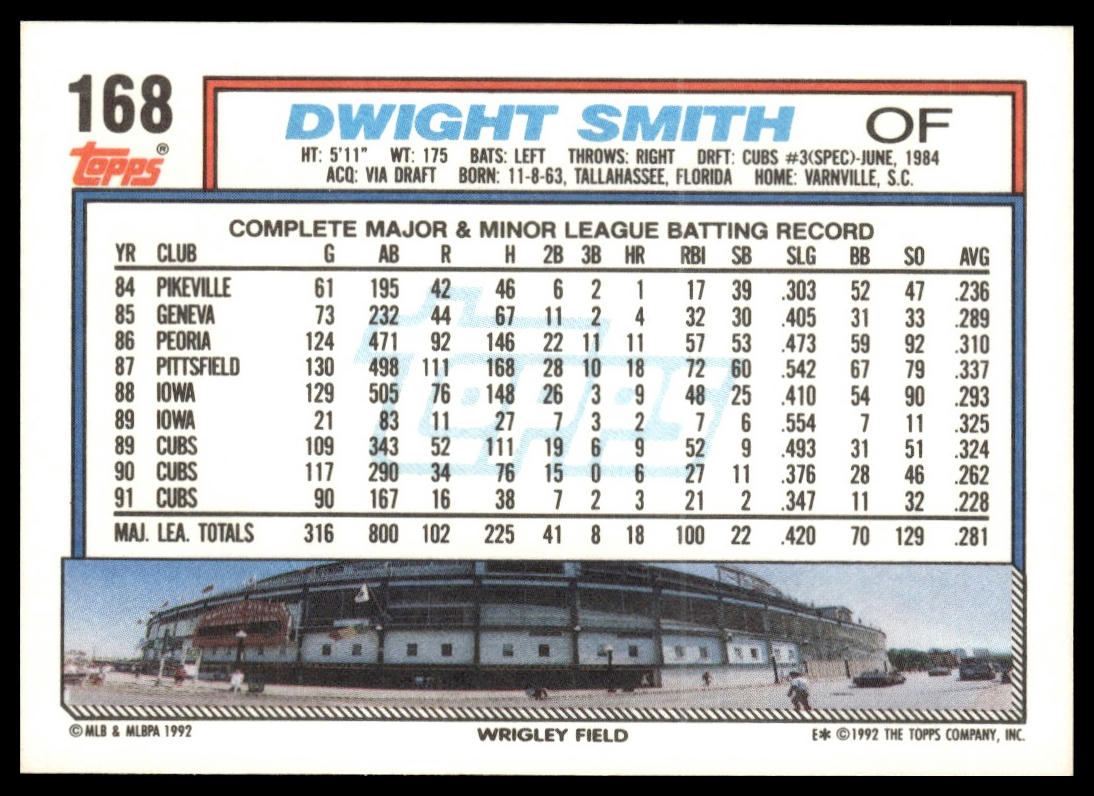 168
Topps®
DWIGHT SMITH OF
HT: 5'11" WT: 175 BATS: LEFT THROWS: RIGHT DRFT: CUBS #3(SPEC)-JUNE, 1984
ACQ: VIA DRAFT BORN: 11-8-63, TALLAHASSEE, FLORIDA HOME: VARNVILLE, S.C.
COMPLETE MAJOR & MINOR LEAGUE BATTING RECORD
YR CLUB G AB R H 2B 3B HR RBI SB SLG BB SO AVG
84 PIKEVILLE 61 195 42 46 6 2 1 17 39 .303 52 47 .236
85 GENEVA 73 232 44 67 11 2 4 32 30 .405 31 33 .289
86 PEORIA 124 471 92 146 22 11 11 57 53 .473 59 92 .310
87 PITTSFIELD 130 498 111 168 28 10 18 72 60 .542 67 79 .337
88 IOWA 129 505 76 148 26 3 9 48 25 .410 54 90 .293
89 IOWA 21 83 11 27 7 3 2 7 6 .554 7 11 .325
89 CUBS 109 343 52 111 19 6 9 52 9 .493 31 51 .324
90 CUBS 117 290 34 76 15 0 6 27 11 .376 28 46 .262
91 CUBS 90 167 16 38 7 2 3 21 2 .347 11 32 .228
MAJ. LEA. TOTALS 316 800 102 225 41 8 18 100 22 .420 70 129 .281
Topps
© MLB & MLBPA 1992 WRIGLEY FIELD E* © 1992 THE TOPPS COMPANY, INC.